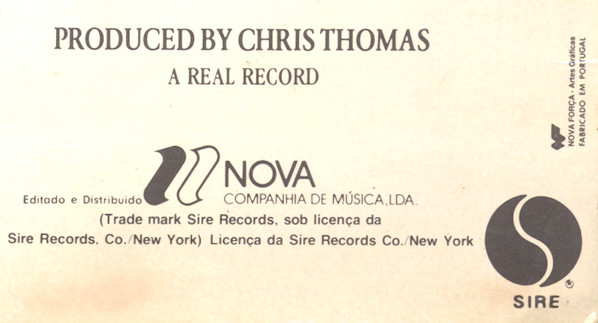 PRODUCED BY CHRIS THOMAS
A REAL RECORD
NOVA FORÇA - Artes Gráficas
FABRICADO EM PORTUGAL
NOVA
Editado e Distribuido
COMPANHIA DE MÚSICA, LDA.
(Trade mark Sire Records, sob licença da
Sire Records, Co./New York) Licença da Sire Records Co./New York
®
SIRE